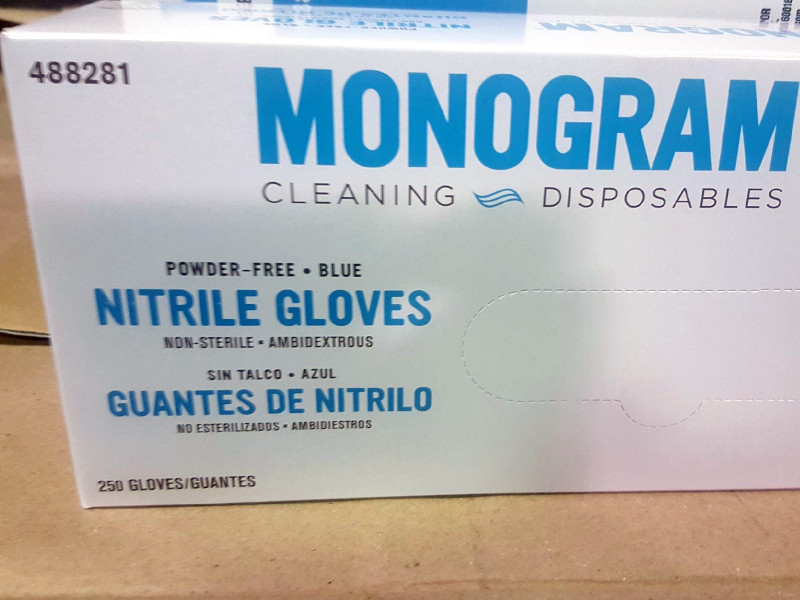 488281
MONOGRAM
CLEANING DISPOSABLES
POWDER-FREE • BLUE
NITRILE GLOVES
NON-STERILE • AMBIDEXTROUS
SIN TALCO • AZUL
GUANTES DE NITRILO
NO ESTERILIZADOS • AMBIDIESTROS
250 GLOVES/GUANTES